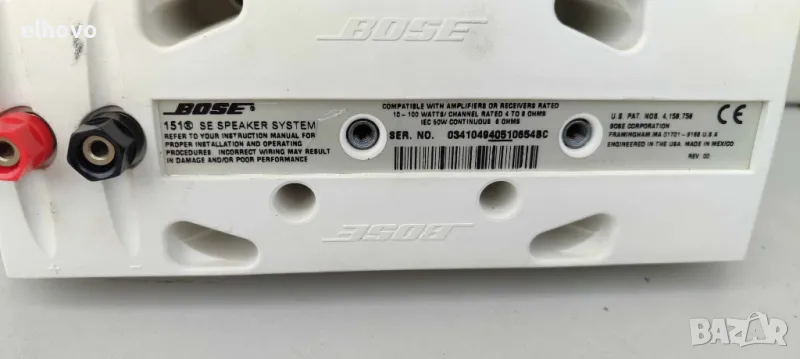 elhovo
BOSE
BOSE®
151® SE SPEAKER SYSTEM
REFER TO YOUR INSTRUCTION MANUAL FOR
PROPER INSTALLATION AND OPERATING
PROCEDURES. INCORRECT WIRING MAY RESULT
IN DAMAGE AND/OR POOR PERFORMANCE
COMPATIBLE WITH AMPLIFIERS OR RECEIVERS RATED
10 - 100 WATTS/ CHANNEL RATED 4 TO 8 OHMS
IEC 50W CONTINUOUS 6 OHMS
SER. NO. 034104940510654BC
U.S. PAT. NOS. 4,158,756
BOSE CORPORATION
FRAMINGHAM, MA 01701 - 9168 U.S.A
ENGINEERED IN THE USA. MADE IN MEXICO
REV. 00
CE
BOSE
+ -
BAZAR